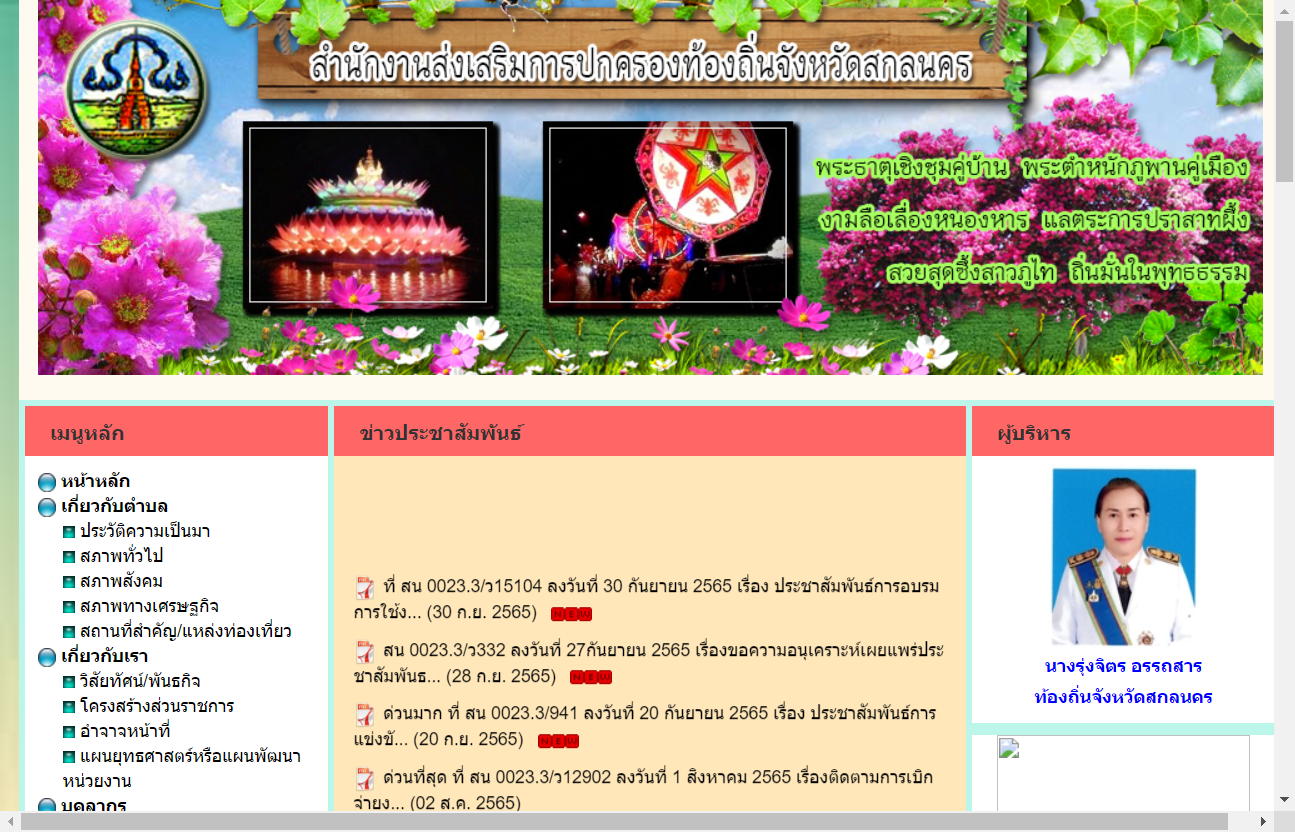 สำนักงานส่งเสริมการปกครองท้องถิ่นจังหวัดสกลนคร
พระธาตุเชิงชุมคู่บ้าน พระตำหนักภูพานคู่เมือง
งามลือเลื่องหนองหาร แลตระการปราสาทผึ้ง
สวยสุดซึ้งสาวภูไท ถิ่นมั่นในพุทธธรรม
เมนูหลัก
หน้าหลัก
เกี่ยวกับตำบล
ประวัติความเป็นมา
สภาพทั่วไป
สภาพสังคม
สภาพทางเศรษฐกิจ
สถานที่สำคัญ/แหล่งท่องเที่ยว
เกี่ยวกับเรา
วิสัยทัศน์/พันธกิจ
โครงสร้างส่วนราชการ
อำจาจหน้าที่
แผนยุทธศาสตร์หรือแผนพัฒนา
หน่วยงาน
บุคลากร
ข่าวประชาสัมพันธ์
ที่ สน 0023.3/ว15104 ลงวันที่ 30 กันยายน 2565 เรื่อง ประชาสัมพันธ์การอบรม
การใช้ง... (30 ก.ย. 2565) NEW
สน 0023.3/ว332 ลงวันที่ 27กันยายน 2565 เรื่องขอความอนุเคราะห์เผยแพร่ประ
ชาสัมพันธ... (28 ก.ย. 2565) NEW
ด่วนมาก ที่ สน 0023.3/941 ลงวันที่ 20 กันยายน 2565 เรื่อง ประชาสัมพันธ์การ
แข่งขั... (20 ก.ย. 2565) NEW
ด่วนที่สุด ที่ สน 0023.3/ว12902 ลงวันที่ 1 สิงหาคม 2565 เรื่องติดตามการเบิก
จ่ายง... (02 ส.ค. 2565)
ผู้บริหาร
นางรุ่งจิตร อรรถสาร
ท้องถิ่นจังหวัดสกลนคร